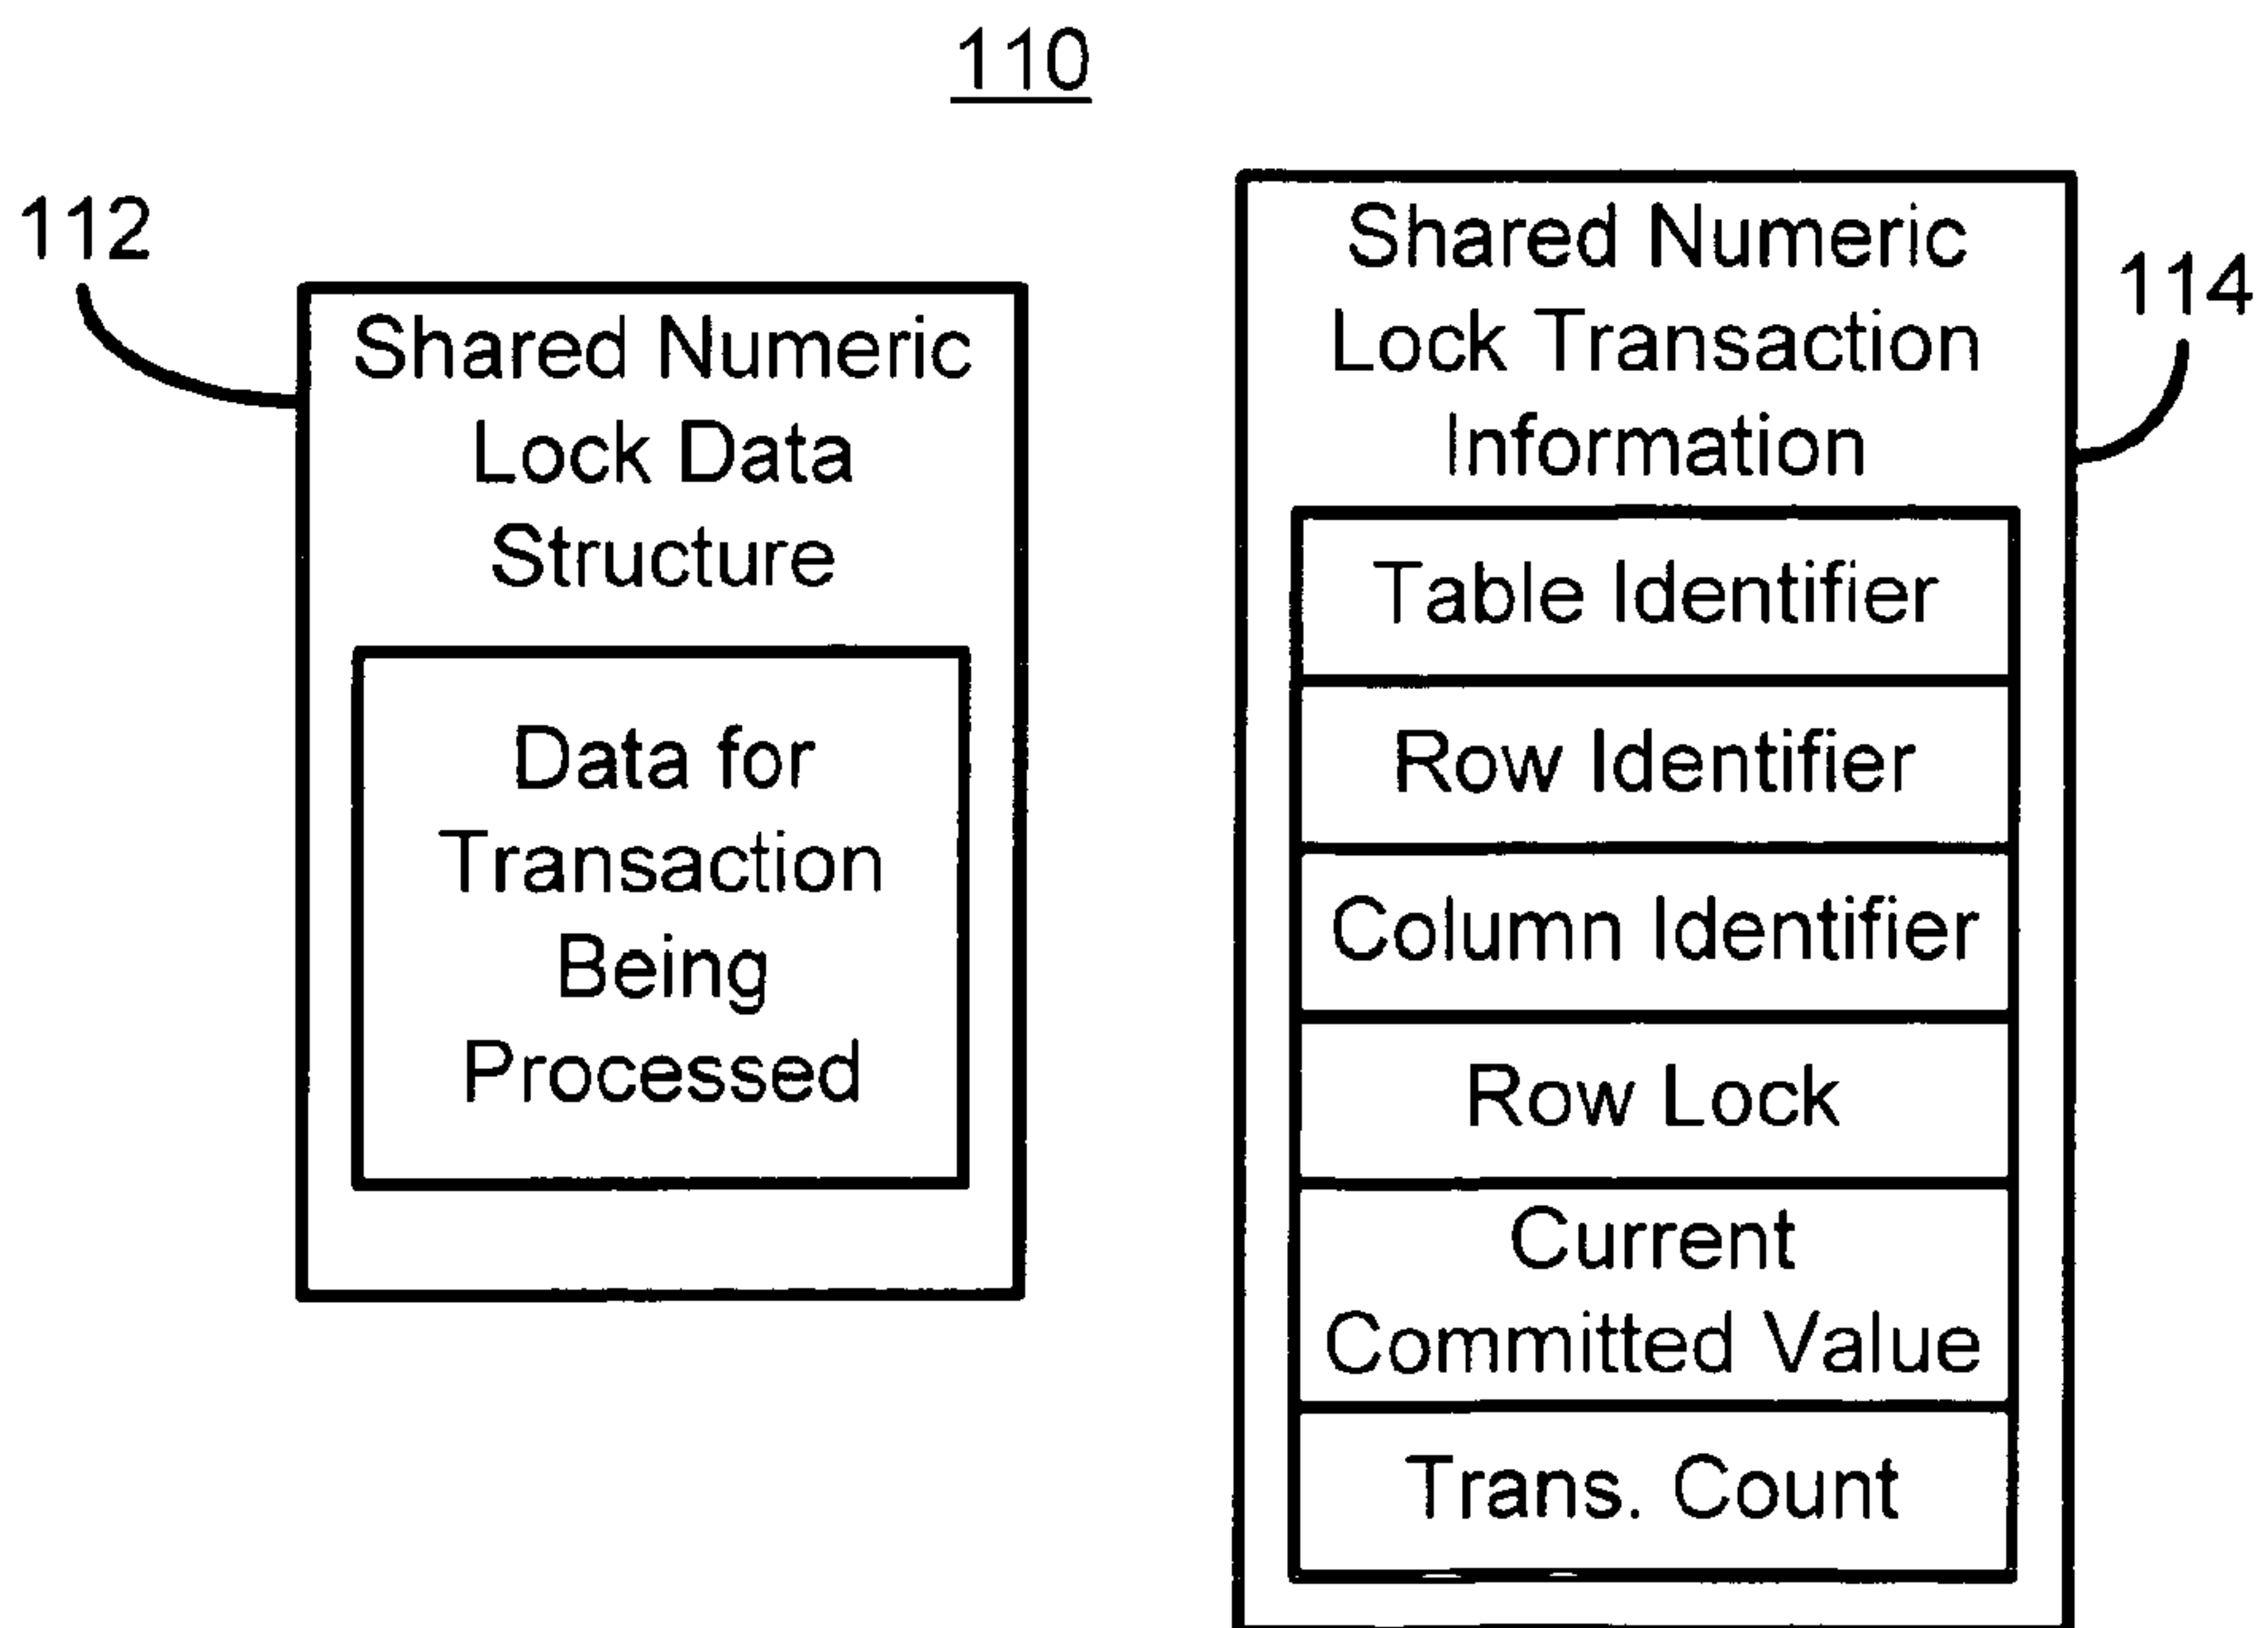 110
112
Shared Numeric
Lock Data
Structure
Data for
Transaction
Being
Processed
Shared Numeric
Lock Transaction
Information
114
Table Identifier
Row Identifier
Column Identifier
Row Lock
Current
Committed Value
Trans. Count